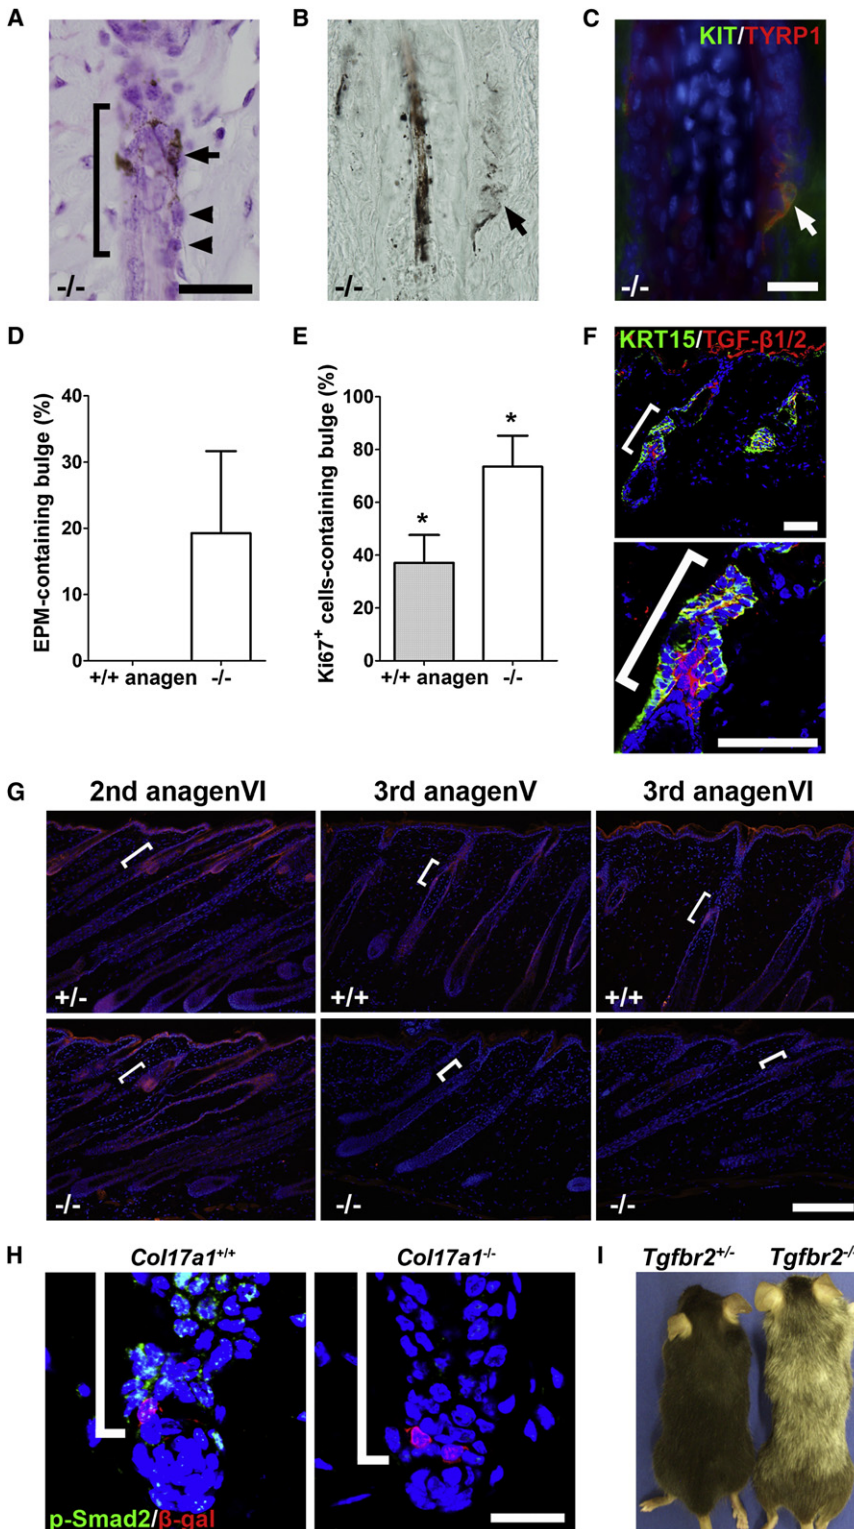 A
-/-
B
-/-
C
KIT/TYRP1
-/-
D
EPM-containing bulge (%)
40
30
20
10
0
+/+ anagen
-/-
E
Ki67+ cells-containing bulge (%)
100
80
60
40
20
0
*
*
+/+ anagen
-/-
F
KRT15/TGF-β1/2
G
2nd anagenVI
3rd anagenV
3rd anagenVI
+/-
+/+
+/+
-/-
-/-
-/-
H
Col17a1+/+
Col17a1-/-
p-Smad2/β-gal
I
Tgfbr2+/-
Tgfbr2-/-